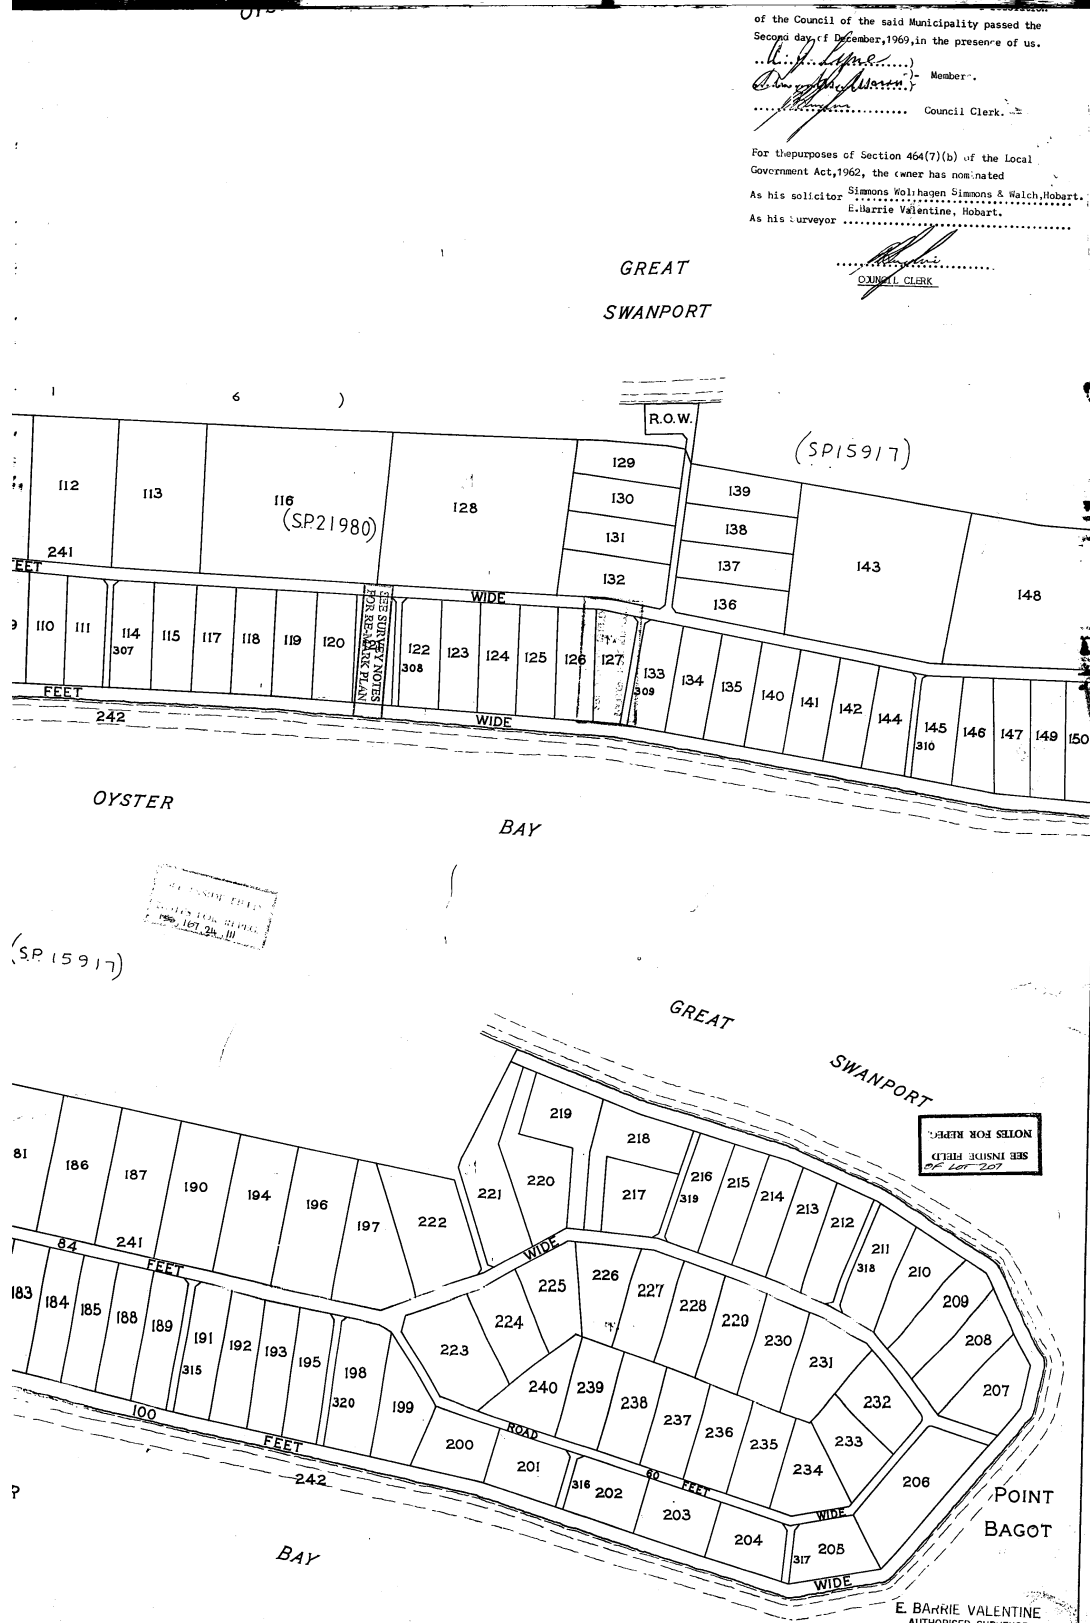 of the Council of the said Municipality passed the
Second day of December,1969,in the presence of us.
Member.
Council Clerk.
For thepurposes of Section 464(7)(b) of the Local
Government Act,1962, the owner has nominated
As his solicitor Simmons Wolfhagen Simmons & Walch,Hobart.
As his surveyor E.Barrie Valentine, Hobart.
COUNCIL CLERK
GREAT
SWANPORT
1 6 )
R.O.W.
(SP15917)
112
113
116
(S.P.21980)
128
129
130
131
132
139
138
137
136
143
148
241
FEET
WIDE
110
111
114
307
115
117
118
119
120
SEE SURVEY NOTES
FOR RE-MARK PLAN
122
308
123
124
125
126
127
133
309
134
135
140
141
142
144
145
310
146
147
149
150
FEET
242
WIDE
OYSTER
BAY
NOTES FOR REPEG
(S.P. 15917)
GREAT
SWANPORT
NOTES FOR REPEG.
SEE INSIDE FIELD
OF LOT 207
81
186
187
190
194
196
197
222
221
220
219
218
217
216
319
215
214
213
212
211
318
210
209
208
207
84
241
FEET
WIDE
183
184
185
188
189
191
315
192
193
195
198
320
199
223
224
225
226
227
228
229
230
231
232
233
234
235
236
237
238
239
240
200
201
ROAD
60
FEET
WIDE
316
202
203
204
317
205
206
100
FEET
242
WIDE
POINT
BAGOT
P
BAY
E. BARRIE VALENTINE